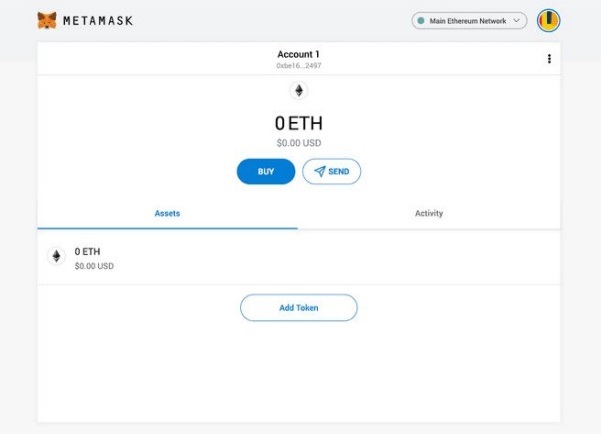 METAMASK
Main Ethereum Network
Account 1
0xbe16...2497
0 ETH
$0.00 USD
BUY
SEND
Assets
Activity
0 ETH
$0.00 USD
Add Token